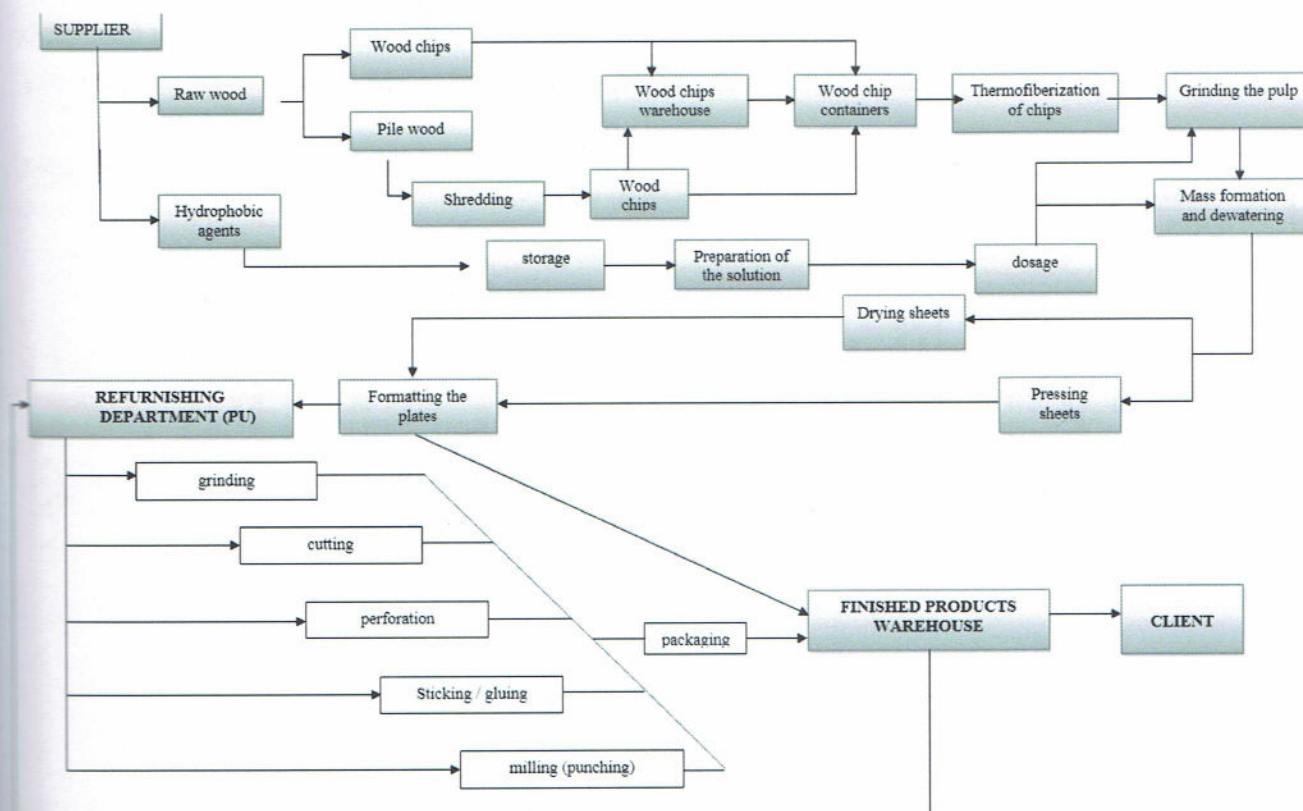 SUPPLIER
Wood chips
Raw wood
Wood chips
warehouse
Wood chip
containers
Thermofiberization
of chips
Grinding the pulp
Pile wood
Shredding
Wood
chips
Mass formation
and dewatering
Hydrophobic
agents
storage
Preparation of
the solution
dosage
Drying sheets
REFURNISHING
DEPARTMENT (PU)
Formatting the
plates
Pressing
sheets
grinding
cutting
perforation
packaging
FINISHED PRODUCTS
WAREHOUSE
CLIENT
Sticking / gluing
milling (punching)